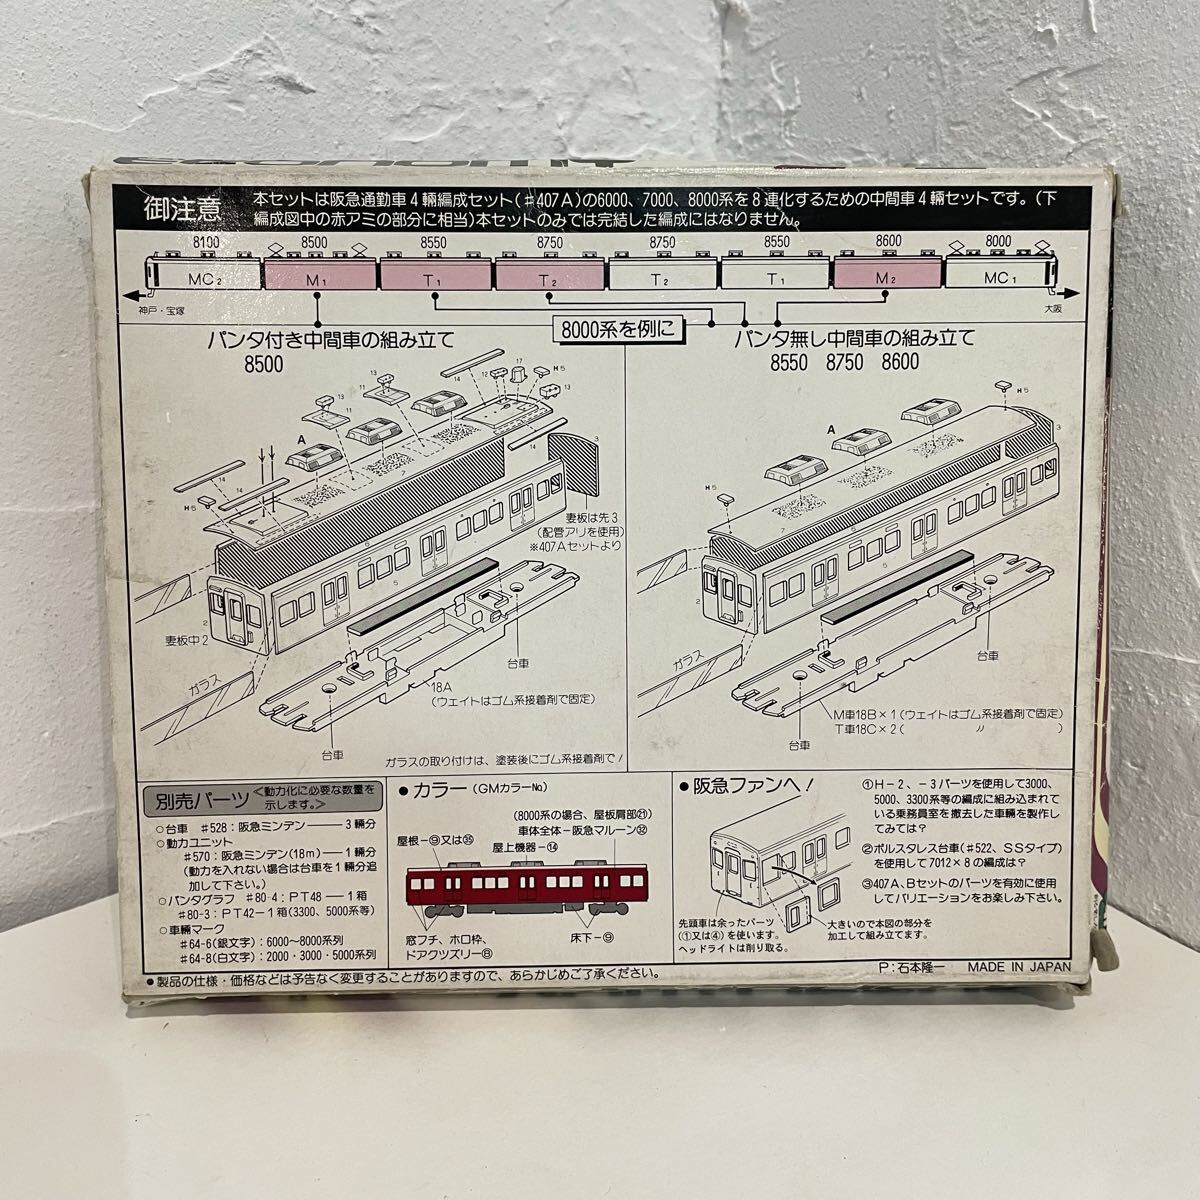 economy
御注意
本セットは阪急通勤車4輛編成セット(♯407A)の6000、7000、8000系を8連化するための中間車4輛セットです。(下
編成図中の赤アミの部分に相当)本セットのみでは完結した編成にはなりません。
8100 8500 8550 8750 8750 8550 8600 8000
MC2 M1 T1 T2 T2 T1 M2 MC1
神戸・宝塚
大阪
8000系を例に
パンタ付き中間車の組み立て
8500
A
妻板は先3
(配管アリを使用)
※407Aセットより
妻板中2
ガラス
台車
18A
(ウェイトはゴム系接着剤で固定)
台車
ガラスの取り付けは、塗装後にゴム系接着剤で!
パンタ無し中間車の組み立て
8550 8750 8600
A
ガラス
台車
M車18B×1(ウェイトはゴム系接着剤で固定)
T車18C×2( 〃 )
台車
別売パーツ
≪動力化に必要な数量を
示します。≫
○台車 ♯528:阪急ミンデン──3輛分
○動力ユニット
♯570:阪急ミンデン(18m)─1輛分
(動力を入れない場合は台車を1輛分追
加して下さい。)
○パンタグラフ ♯80-4:PT48──1箱
♯80-3:PT42─1箱(3300、5000系等)
○車輛マーク
♯64-6(銀文字):6000~8000系列
♯64-8(白文字):2000・3000・5000系列
●カラー(GMカラーNo.)
(8000系の場合、屋板肩部㉑)
車体全体-阪急マルーン㉜
屋根-⑨又は㉟
屋上機器-⑭
窓フチ、ホロ枠、
ドアクツズリー⑧
床下-⑨
●阪急ファンへ!
先頭車は余ったパーツ
(①又は④)を使います。
ヘッドライトは削り取る。
大きいので本図の部分を
加工して組み立てます。
①H-2、-3パーツを使用して3000、
5000、3300系等の編成に組み込まれて
いる乗務員室を撤去した車輛を製作し
てみては?
②ボルスタレス台車(♯522、SSタイプ)
を使用して7012×8の編成は?
③407A、Bセットのパーツを有効に使用
してバリエーションをお楽しみ下さい。
●製品の仕様・価格などは予告なく変更することがありますので、あらかじめご了承ください。
P:石本隆一 MADE IN JAPAN